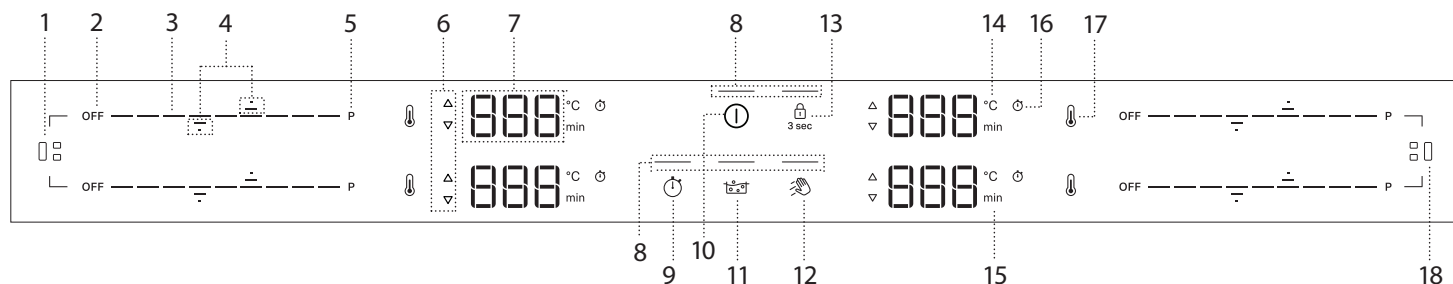 1 2 3 4 5 6 7 8 13 14 16 17
OFF P 888 °C min 3 sec 888 °C min OFF P
OFF P 888 °C min 888 °C min OFF P
8 9 10 11 12 15 18